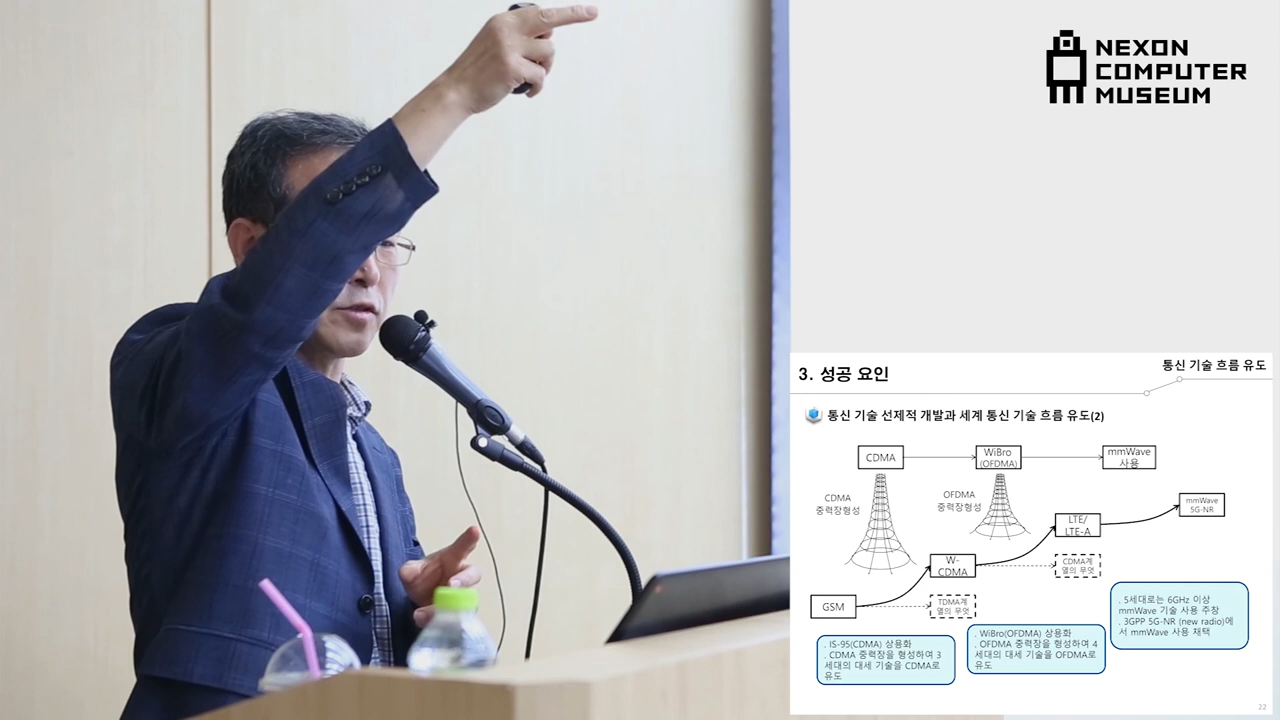 NEXON
COMPUTER
MUSEUM
통신 기술 흐름 유도
3. 성공 요인
통신 기술 선제적 개발과 세계 통신 기술 흐름 유도(2)
CDMA
WiBro
(OFDMA)
mmWave
사용
CDMA
중력장형성
OFDMA
중력장형성
mmWave
5G-NR
LTE/
LTE-A
W-
CDMA
CDMA계
열의 무엇
GSM
TDMA계
열의 무엇
. 5세대로는 6GHz 이상
mmWave 기술 사용 주창
. 3GPP 5G-NR (new radio)에
서 mmWave 사용 채택
. WiBro(OFDMA) 상용화
. OFDMA 중력장을 형성하여 4
세대의 대세 기술을 OFDMA로
유도
. IS-95(CDMA) 상용화
. CDMA 중력장을 형성하여 3
세대의 대세 기술을 CDMA로
유도
22